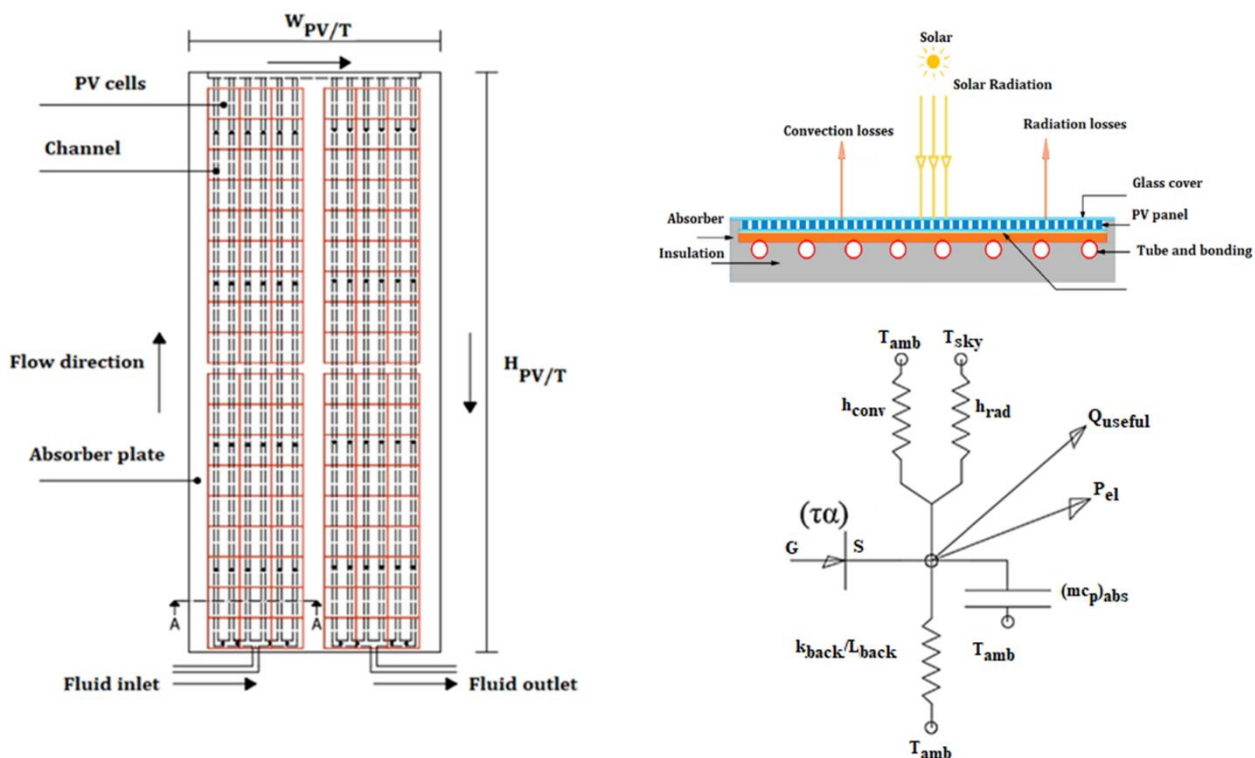 W_PV/T
PV cells
Channel
Flow direction
H_PV/T
Absorber plate
A
A
Fluid inlet
Fluid outlet
Solar
Solar Radiation
Convection losses
Radiation losses
Glass cover
Absorber
PV panel
Insulation
Tube and bonding
T_amb
T_sky
h_conv
h_rad
Q_useful
P_el
(τα)
G
S
(mc_p)_abs
k_back/L_back
T_amb
T_amb